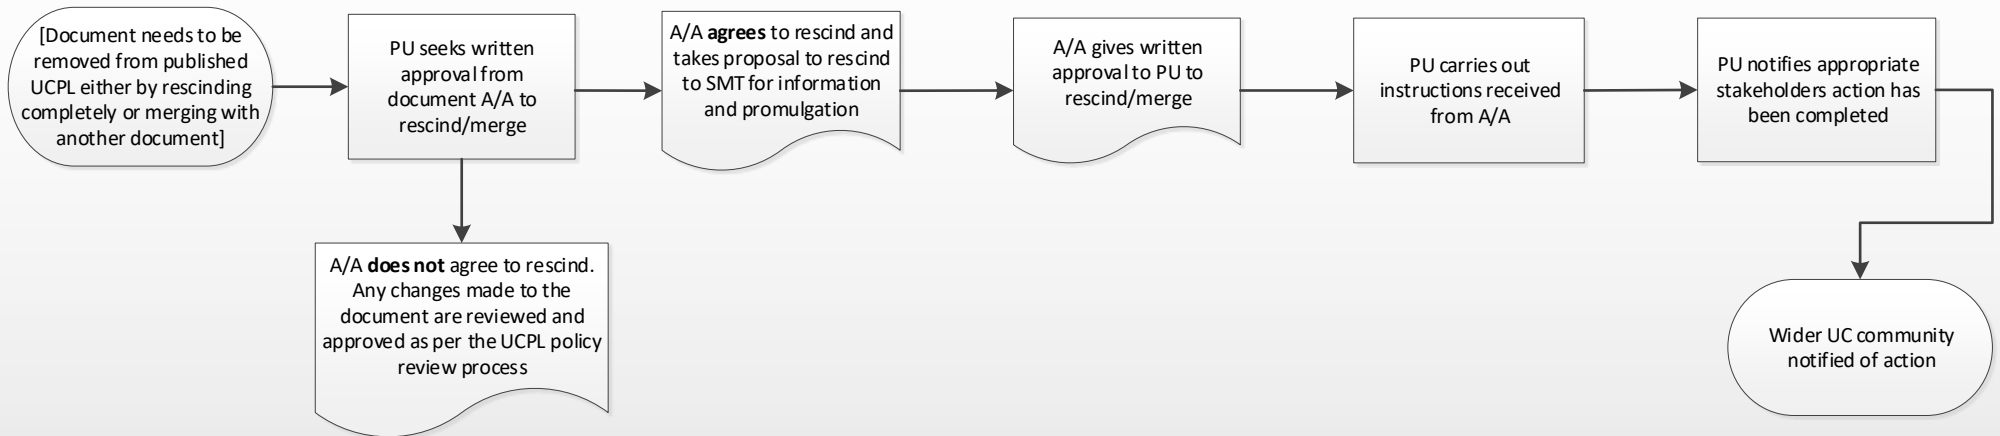 [Document needs to be
removed from published
UCPL either by rescinding
completely or merging with
another document]
PU seeks written
approval from
document A/A to
rescind/merge
A/A agrees to rescind and
takes proposal to rescind
to SMT for information
and promulgation
A/A gives written
approval to PU to
rescind/merge
PU carries out
instructions received
from A/A
PU notifies appropriate
stakeholders action has
been completed
A/A does not agree to rescind.
Any changes made to the
document are reviewed and
approved as per the UCPL policy
review process
Wider UC community
notified of action